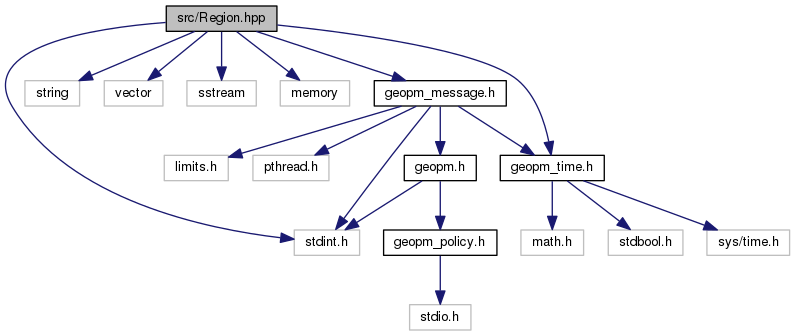 src/Region.hpp
string
vector
sstream
memory
geopm_message.h
limits.h
pthread.h
geopm.h
geopm_time.h
stdint.h
geopm_policy.h
math.h
stdbool.h
sys/time.h
stdio.h